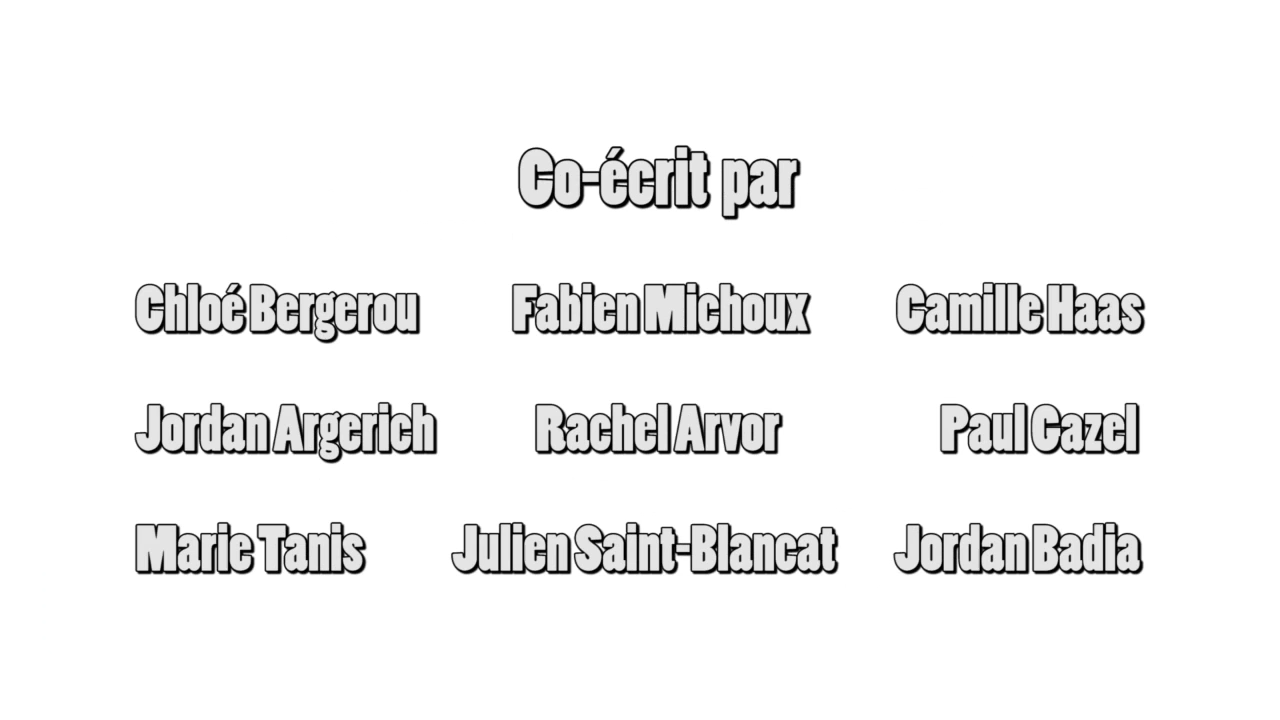 Co-écrit par
Chloé Bergerou Fabien Michoux Camille Haas
Jordan Argerich Rachel Arvor Paul Cazel
Marie Tanis Julien Saint-Blancat Jordan Badia